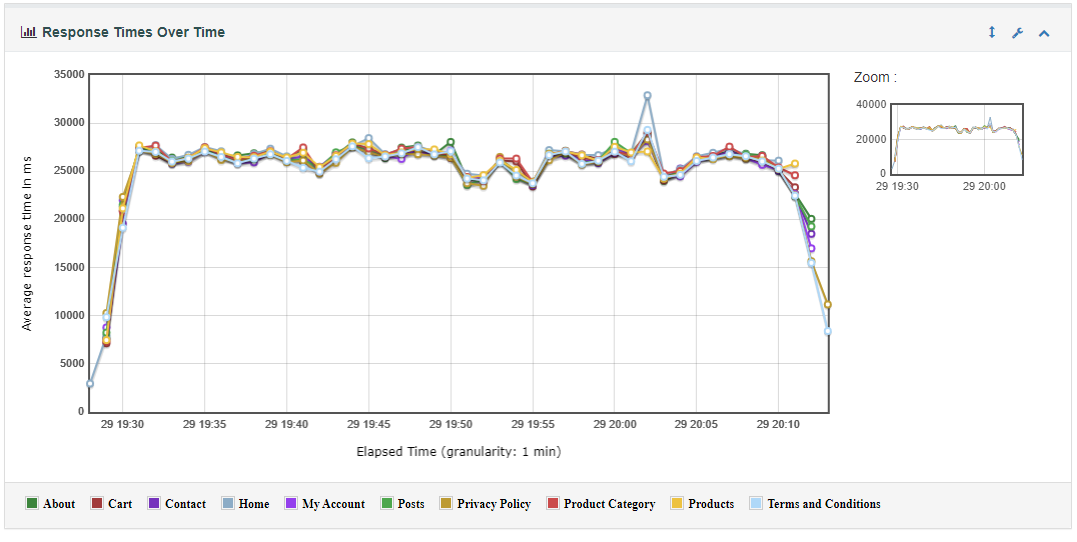 Response Times Over Time
Zoom :
35000
30000
25000
20000
15000
10000
5000
0
Average response time in ms
29 19:30 29 19:35 29 19:40 29 19:45 29 19:50 29 19:55 29 20:00 29 20:05 29 20:10
Elapsed Time (granularity: 1 min)
40000
20000
0
29 19:30 29 20:00
About Cart Contact Home My Account Posts Privacy Policy Product Category Products Terms and Conditions